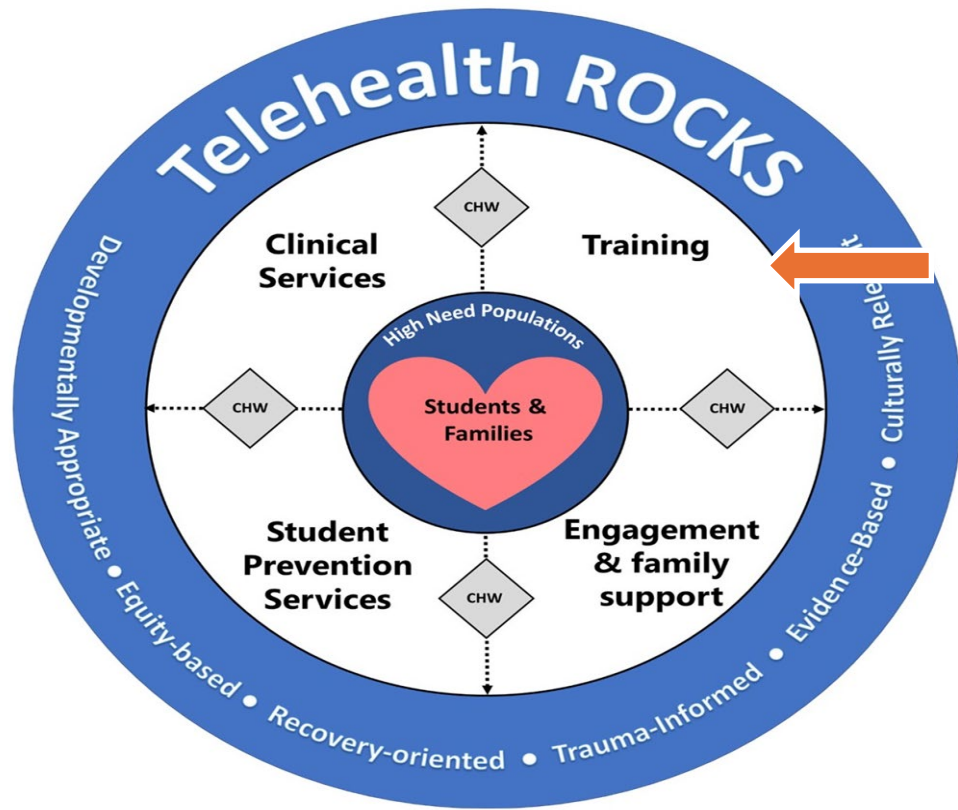 Telehealth ROCKS
CHW
Clinical
Services
Training
High Need Populations
Students &
Families
CHW
CHW
Student
Prevention
Services
Engagement
& family
support
CHW
Developmentally Appropriate • Equity-based • Recovery-oriented • Trauma-Informed • Evidence-Based • Culturally